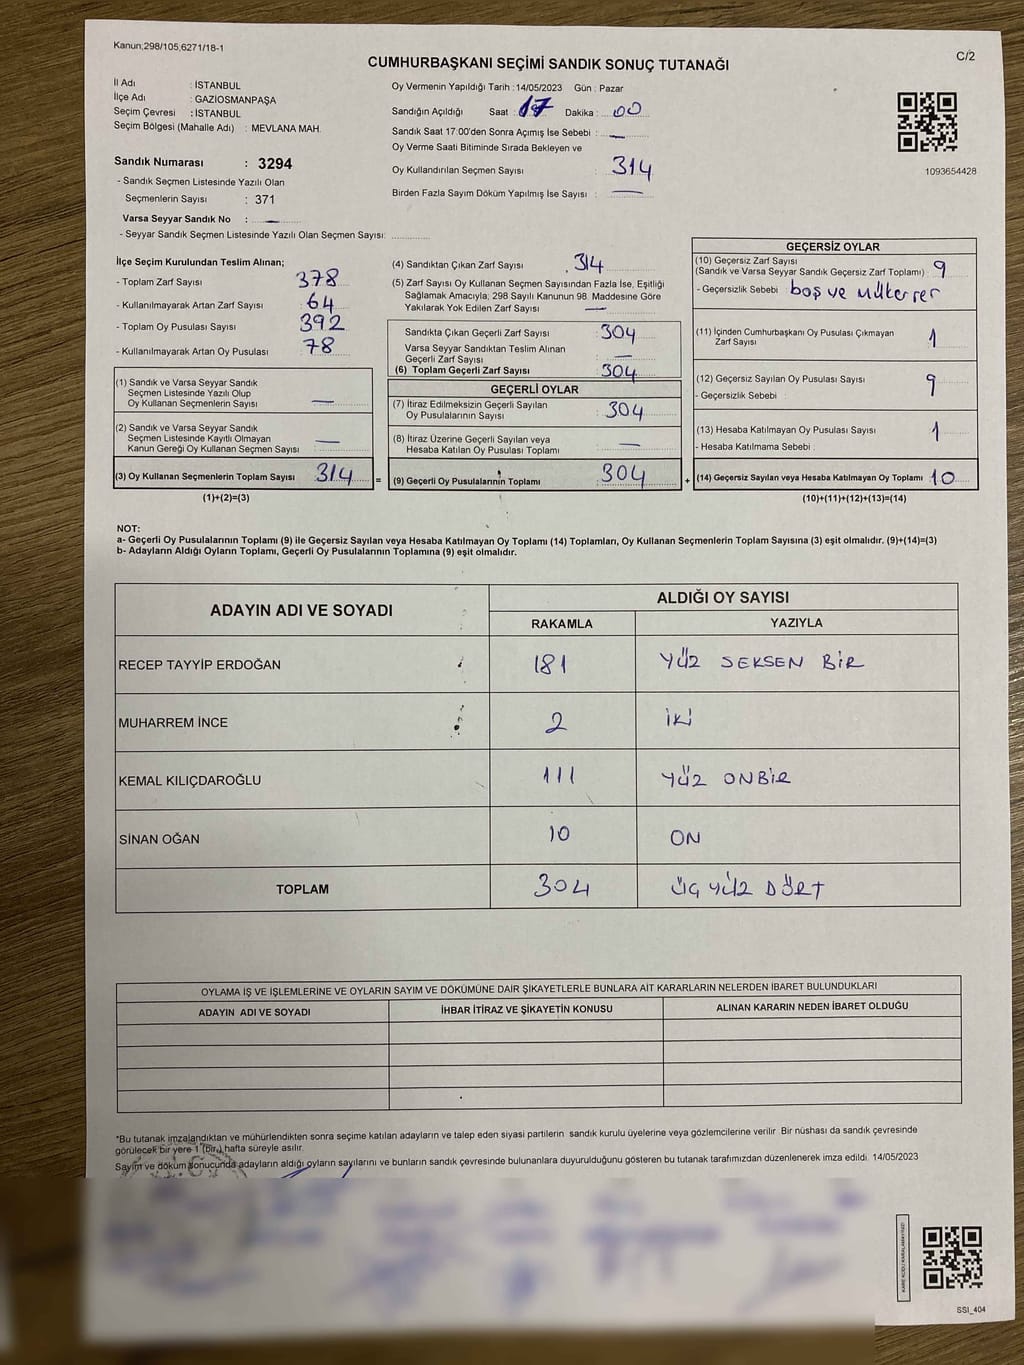 Kanun;298/105,6271/18-1
C/2
CUMHURBAŞKANI SEÇİMİ SANDIK SONUÇ TUTANAĞI
İl Adı : İSTANBUL
İlçe Adı : GAZİOSMANPAŞA
Seçim Çevresi : İSTANBUL
Seçim Bölgesi (Mahalle Adı) : MEVLANA MAH.
Sandık Numarası : 3294
- Sandık Seçmen Listesinde Yazılı Olan
Seçmenlerin Sayısı : 371
Varsa Seyyar Sandık No : —
- Seyyar Sandık Seçmen Listesinde Yazılı Olan Seçmen Sayısı:
Oy Vermenin Yapıldığı Tarih : 14/05/2023 Gün : Pazar
Sandığın Açıldığı Saat : 17 Dakika : 00
Sandık Saat 17:00'den Sonra Açımış İse Sebebi : —
Oy Verme Saati Bitiminde Sırada Bekleyen ve
Oy Kullandırılan Seçmen Sayısı : 314
Birden Fazla Sayım Döküm Yapılmış İse Sayısı : —
1093654428
İlçe Seçim Kurulundan Teslim Alınan;
- Toplam Zarf Sayısı 378
- Kullanılmayarak Artan Zarf Sayısı : 64
- Toplam Oy Pusulası Sayısı : 392
- Kullanılmayarak Artan Oy Pusulası : 78
(1) Sandık ve Varsa Seyyar Sandık
Seçmen Listesinde Yazılı Olup
Oy Kullanan Seçmenlerin Sayısı : —
(2) Sandık ve Varsa Seyyar Sandık
Seçmen Listesinde Kayıtlı Olmayan
Kanun Gereği Oy Kullanan Seçmen Sayısı : —
(3) Oy Kullanan Seçmenlerin Toplam Sayısı : 314
(1)+(2)=(3)
=
(4) Sandıktan Çıkan Zarf Sayısı : 314
(5) Zarf Sayısı Oy Kullanan Seçmen Sayısından Fazla İse, Eşitliği
Sağlamak Amacıyla; 298 Sayılı Kanunun 98. Maddesine Göre
Yakılarak Yok Edilen Zarf Sayısı : —
Sandıkta Çıkan Geçerli Zarf Sayısı : 304
Varsa Seyyar Sandıktan Teslim Alınan
Geçerli Zarf Sayısı : —
(6) Toplam Geçerli Zarf Sayısı : 304
GEÇERLİ OYLAR
(7) İtiraz Edilmeksizin Geçerli Sayılan
Oy Pusulalarının Sayısı : 304
(8) İtiraz Üzerine Geçerli Sayılan veya
Hesaba Katılan Oy Pusulası Toplamı : —
(9) Geçerli Oy Pusulalarının Toplamı : 304
+
GEÇERSİZ OYLAR
(10) Geçersiz Zarf Sayısı
(Sandık ve Varsa Seyyar Sandık Geçersiz Zarf Toplamı) : 9
- Geçersizlik Sebebi : boş ve Mükerrer
(11) İçinden Cumhurbaşkanı Oy Pusulası Çıkmayan
Zarf Sayısı : 1
(12) Geçersiz Sayılan Oy Pusulası Sayısı : 9
- Geçersizlik Sebebi :
(13) Hesaba Katılmayan Oy Pusulası Sayısı : 1
- Hesaba Katılmama Sebebi :
(14) Geçersiz Sayılan veya Hesaba Katılmayan Oy Toplamı : 10
(10)+(11)+(12)+(13)=(14)
NOT:
a- Geçerli Oy Pusulalarının Toplamı (9) ile Geçersiz Sayılan veya Hesaba Katılmayan Oy Toplamı (14) Toplamları, Oy Kullanan Seçmenlerin Toplam Sayısına (3) eşit olmalıdır. (9)+(14)=(3)
b- Adayların Aldığı Oyların Toplamı, Geçerli Oy Pusulalarının Toplamına (9) eşit olmalıdır.
ADAYIN ADI VE SOYADI ALDIĞI OY SAYISI
RAKAMLA YAZIYLA
RECEP TAYYİP ERDOĞAN 181 YÜZ SEKSEN BİR
MUHARREM İNCE 2 İKİ
KEMAL KILIÇDAROĞLU 111 YÜZ ONBİR
SİNAN OĞAN 10 ON
TOPLAM 304 ÜÇ YÜZ DÖRT
OYLAMA İŞ VE İŞLEMLERİNE VE OYLARIN SAYIM VE DÖKÜMÜNE DAİR ŞİKAYETLERLE BUNLARA AİT KARARLARIN NELERDEN İBARET BULUNDUKLARI
ADAYIN ADI VE SOYADI İHBAR İTİRAZ VE ŞİKAYETİN KONUSU ALINAN KARARIN NEDEN İBARET OLDUĞU
*Bu tutanak imzalandıktan ve mühürlendikten sonra seçime katılan adayların ve talep eden siyasi partilerin sandık kurulu üyelerine veya gözlemcilerine verilir. Bir nüshası da sandık çevresinde
görülecek bir yere 1 (bir) hafta süreyle asılır.
Sayım ve döküm sonucunda adayların aldığı oyların sayılarını ve bunların sandık çevresinde bulunanlara duyurulduğunu gösteren bu tutanak tarafımızdan düzenlenerek imza edildi. 14/05/2023
SSI_404